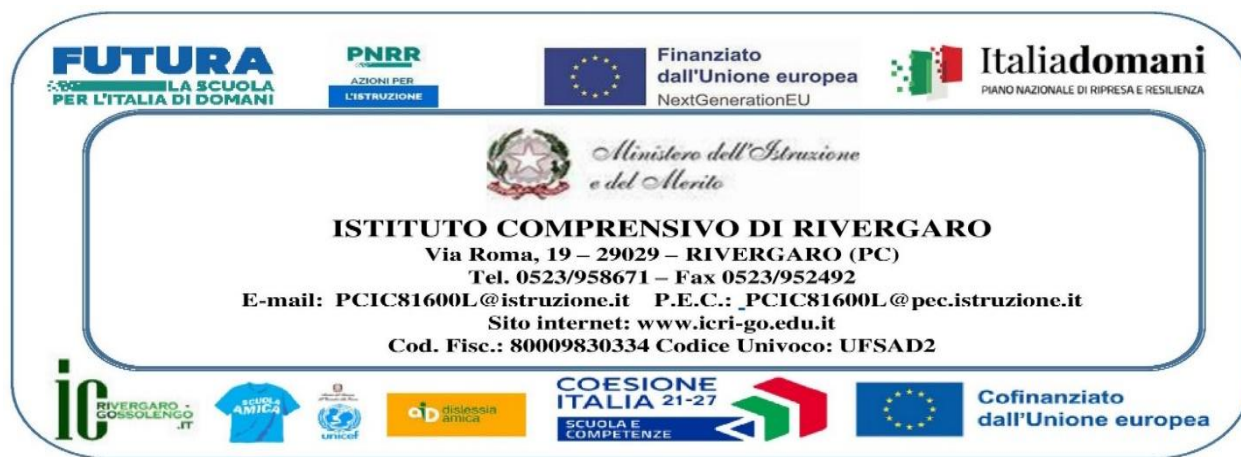 FUTURA
LA SCUOLA
PER L'ITALIA DI DOMANI
PNRR
AZIONI PER
L'ISTRUZIONE
Finanziato
dall'Unione europea
NextGenerationEU
Italiadomani
PIANO NAZIONALE DI RIPRESA E RESILIENZA
Ministero dell'Istruzione
e del Merito
ISTITUTO COMPRENSIVO DI RIVERGARO
Via Roma, 19 – 29029 – RIVERGARO (PC)
Tel. 0523/958671 – Fax 0523/952492
E-mail: PCIC81600L@istruzione.it P.E.C.: PCIC81600L@pec.istruzione.it
Sito internet: www.icri-go.edu.it
Cod. Fisc.: 80009830334 Codice Univoco: UFSAD2
ic RIVERGARO -
GOSSOLENGO
.IT
SCUOLA
AMICA
unicef
aid dislessia
amica
COESIONE
ITALIA 21-27
SCUOLA E
COMPETENZE
Cofinanziato
dall'Unione europea